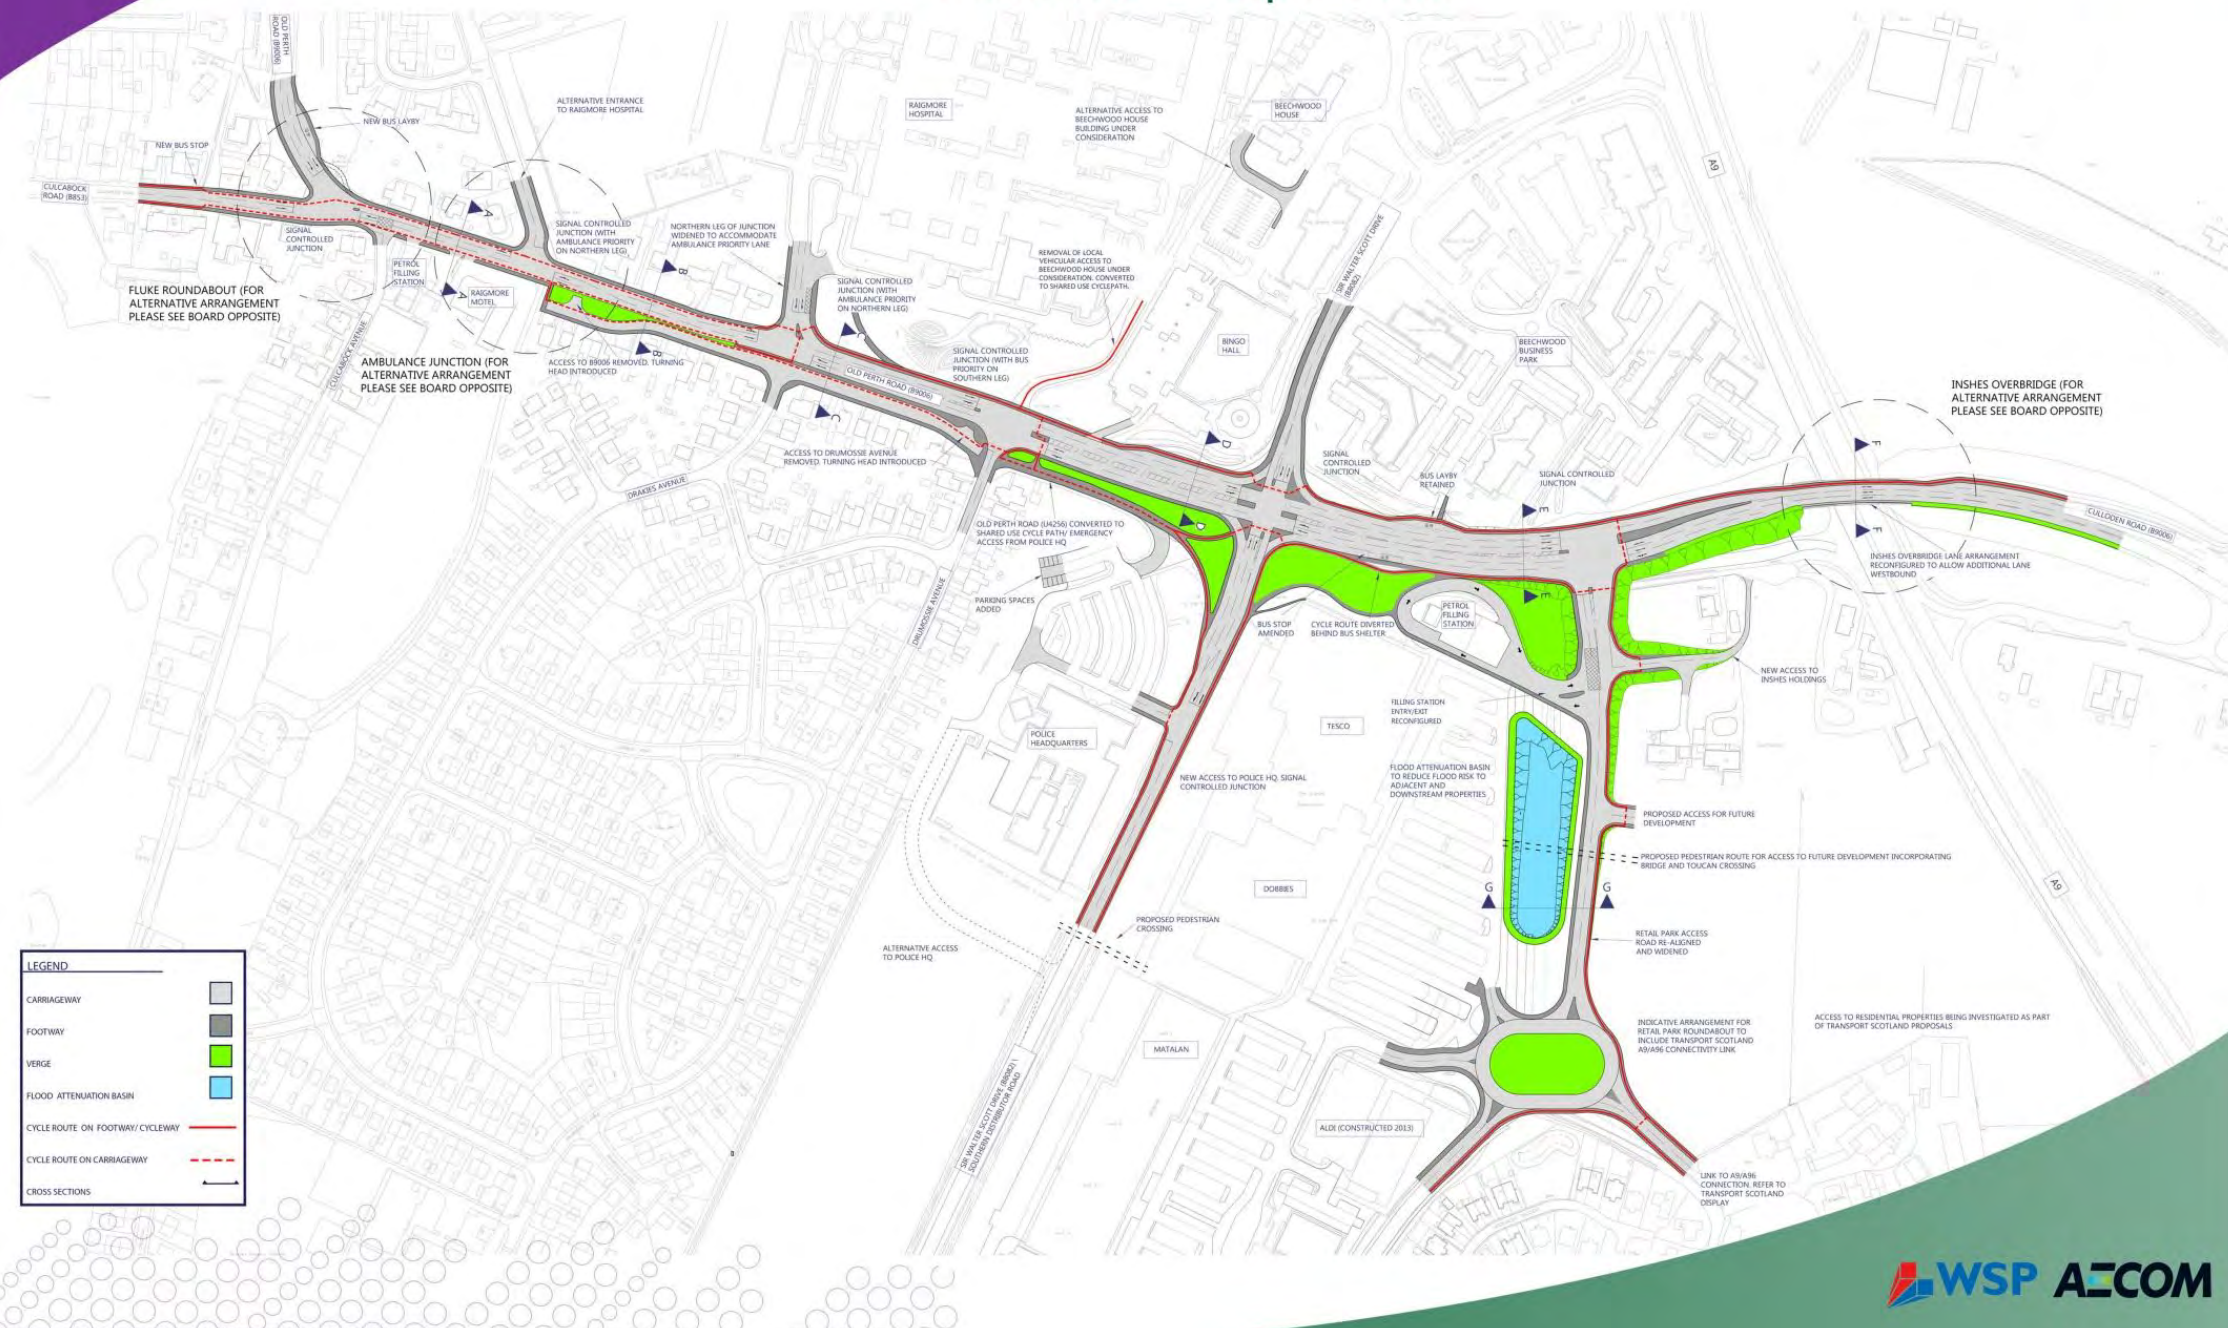 OLD PERTH
ROAD (B9006)
ALTERNATIVE ENTRANCE
TO RAIGMORE HOSPITAL
NEW BUS LAYBY
NEW BUS STOP
RAIGMORE
HOSPITAL
ALTERNATIVE ACCESS TO
BEECHWOOD HOUSE
BUILDING UNDER
CONSIDERATION
BEECHWOOD
HOUSE
A9
CULCABOCK
ROAD (B853)
SIGNAL
CONTROLLED
JUNCTION
A
SIGNAL CONTROLLED
JUNCTION (WITH
AMBULANCE PRIORITY
ON NORTHERN LEG)
NORTHERN LEG OF JUNCTION
WIDENED TO ACCOMMODATE
AMBULANCE PRIORITY LANE
B
PETROL
FILLING
STATION
A
RAIGMORE
MOTEL
SIGNAL CONTROLLED
JUNCTION (WITH
AMBULANCE PRIORITY
ON NORTHERN LEG)
REMOVAL OF LOCAL
VEHICULAR ACCESS TO
BEECHWOOD HOUSE UNDER
CONSIDERATION. CONVERTED
TO SHARED USE CYCLEPATH.
SIR WALTER SCOTT DRIVE
(B8082)
FLUKE ROUNDABOUT (FOR
ALTERNATIVE ARRANGEMENT
PLEASE SEE BOARD OPPOSITE)
CULCABOCK AVENUE
AMBULANCE JUNCTION (FOR
ALTERNATIVE ARRANGEMENT
PLEASE SEE BOARD OPPOSITE)
B
ACCESS TO B9006 REMOVED. TURNING
HEAD INTRODUCED
C
SIGNAL CONTROLLED
JUNCTION (WITH BUS
PRIORITY ON
SOUTHERN LEG)
BINGO
HALL
BEECHWOOD
BUSINESS
PARK
OLD PERTH ROAD (B9006)
C
INSHES OVERBRIDGE (FOR
ALTERNATIVE ARRANGEMENT
PLEASE SEE BOARD OPPOSITE)
ACCESS TO DRUMOSSIE AVENUE
REMOVED. TURNING HEAD INTRODUCED
D
SIGNAL
CONTROLLED
JUNCTION
BUS LAYBY
RETAINED
SIGNAL CONTROLLED
JUNCTION
F
DRAKIES AVENUE
E
CULLODEN ROAD (B9006)
OLD PERTH ROAD (U4256) CONVERTED TO
SHARED USE CYCLE PATH/ EMERGENCY
ACCESS FROM POLICE HQ
D
F
INSHES OVERBRIDGE LANE ARRANGEMENT
RECONFIGURED TO ALLOW ADDITIONAL LANE
WESTBOUND
DRUMOSSIE AVENUE
PARKING SPACES
ADDED
BUS STOP
AMENDED
CYCLE ROUTE DIVERTED
BEHIND BUS SHELTER
PETROL
FILLING
STATION
E
NEW ACCESS TO
INSHES HOLDINGS
FILLING STATION
ENTRY/EXIT
RECONFIGURED
POLICE
HEADQUARTERS
TESCO
NEW ACCESS TO POLICE HQ. SIGNAL
CONTROLLED JUNCTION
FLOOD ATTENUATION BASIN
TO REDUCE FLOOD RISK TO
ADJACENT AND
DOWNSTREAM PROPERTIES
PROPOSED ACCESS FOR FUTURE
DEVELOPMENT
PROPOSED PEDESTRIAN ROUTE FOR ACCESS TO FUTURE DEVELOPMENT INCORPORATING
BRIDGE AND TOUCAN CROSSING
DOBBIES
G
G
A9
PROPOSED PEDESTRIAN
CROSSING
ALTERNATIVE ACCESS
TO POLICE HQ
RETAIL PARK ACCESS
ROAD RE-ALIGNED
AND WIDENED
INDICATIVE ARRANGEMENT FOR
RETAIL PARK ROUNDABOUT TO
INCLUDE TRANSPORT SCOTLAND
A9/A96 CONNECTIVITY LINK
ACCESS TO RESIDENTIAL PROPERTIES BEING INVESTIGATED AS PART
OF TRANSPORT SCOTLAND PROPOSALS
MATALAN
SIR WALTER SCOTT DRIVE (B8082) \
SOUTHERN DISTRIBUTOR ROAD
ALDI (CONSTRUCTED 2013)
LINK TO A9/A96
CONNECTION. REFER TO
TRANSPORT SCOTLAND
DISPLAY
LEGEND
CARRIAGEWAY
FOOTWAY
VERGE
FLOOD ATTENUATION BASIN
CYCLE ROUTE ON FOOTWAY/ CYCLEWAY
CYCLE ROUTE ON CARRIAGEWAY
CROSS SECTIONS
WSP AECOM